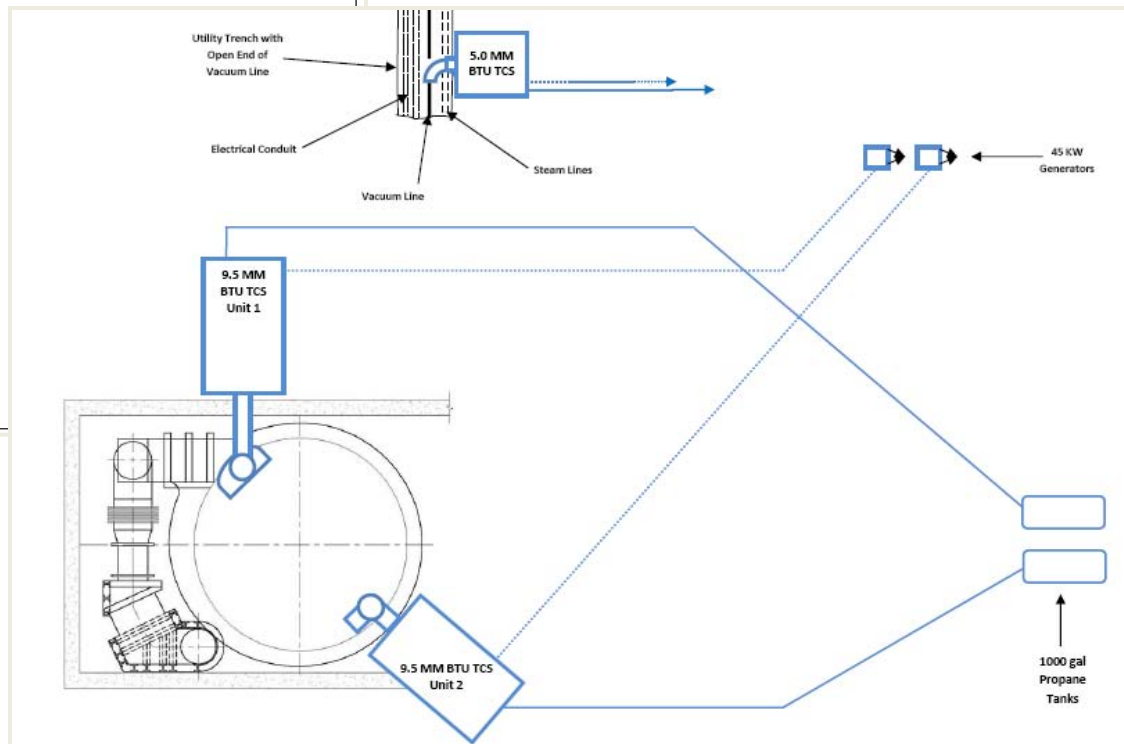 Utility Trench with
Open End of
Vacuum Line
5.0 MM
BTU TCS
Electrical Conduit
Steam Lines
Vacuum Line
45 KW
Generators
9.5 MM
BTU TCS
Unit 1
9.5 MM BTU TCS
Unit 2
1000 gal
Propane
Tanks